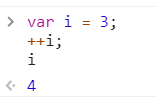 > var i = 3;
++i;
i
<· 4